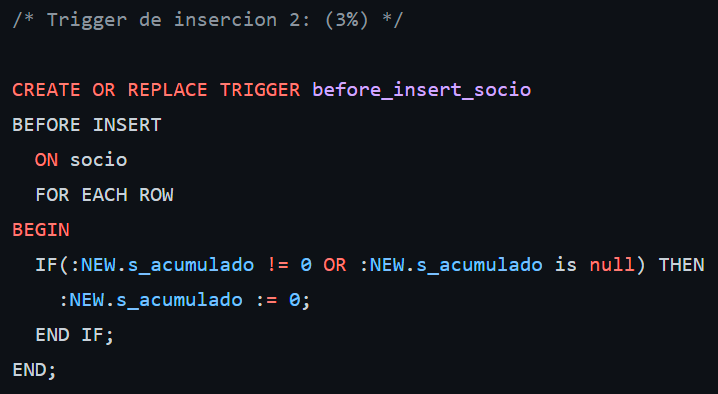 /* Trigger de insercion 2: (3%) */
CREATE OR REPLACE TRIGGER before_insert_socio
BEFORE INSERT
ON socio
FOR EACH ROW
BEGIN
IF(:NEW.s_acumulado != 0 OR :NEW.s_acumulado is null) THEN
:NEW.s_acumulado := 0;
END IF;
END;